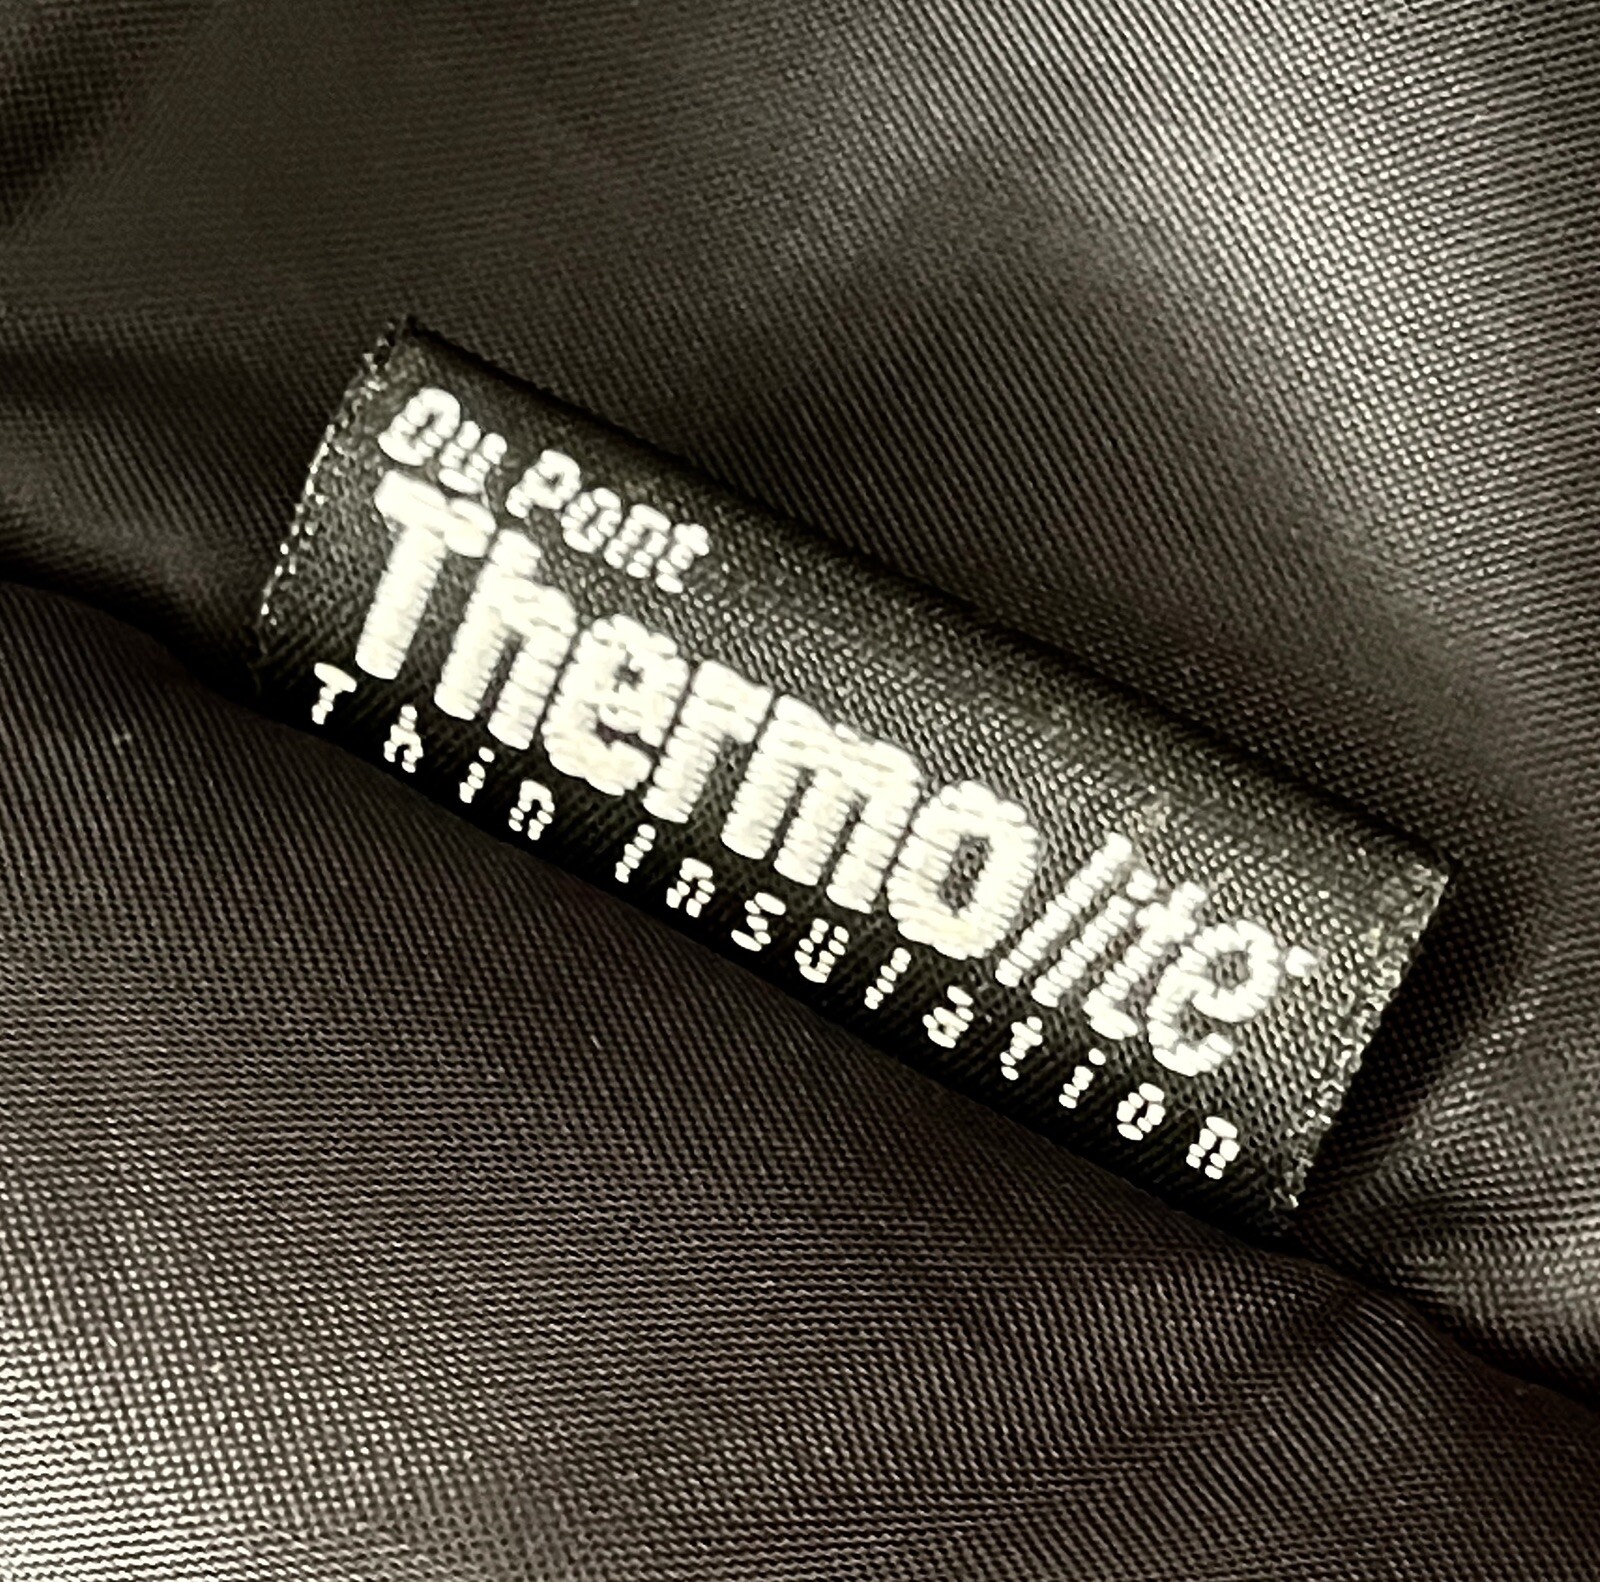 Du Pont
Thermolite
Thin Insulation